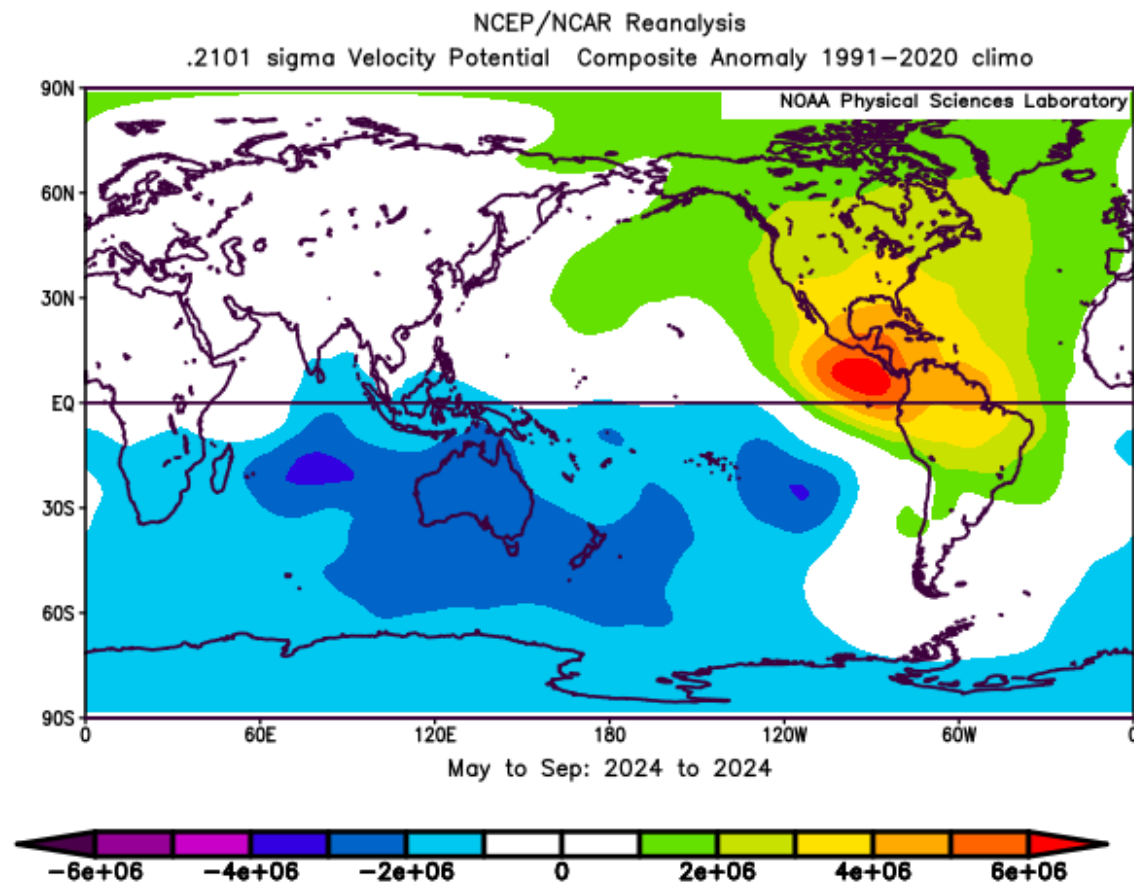 NCEP/NCAR Reanalysis
.2101 sigma Velocity Potential Composite Anomaly 1991-2020 climo
NOAA Physical Sciences Laboratory
90N
60N
30N
EQ
30S
60S
90S
0 60E 120E 180 120W 60W 0
May to Sep: 2024 to 2024
-6e+06 -4e+06 -2e+06 0 2e+06 4e+06 6e+06